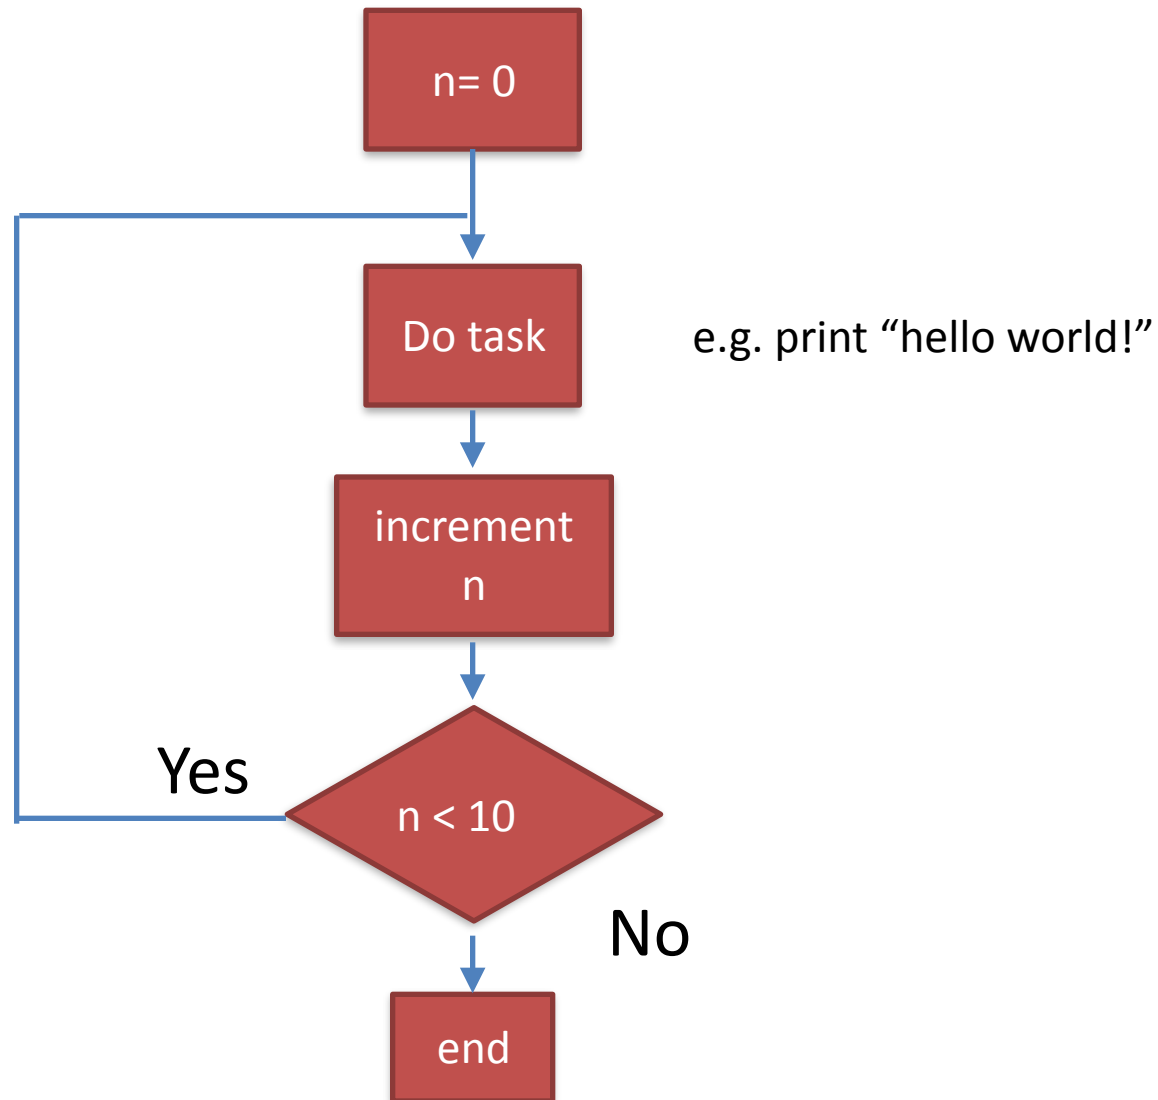 n= 0
Do task
e.g. print “hello world!”
increment
n
Yes
n < 10
No
end